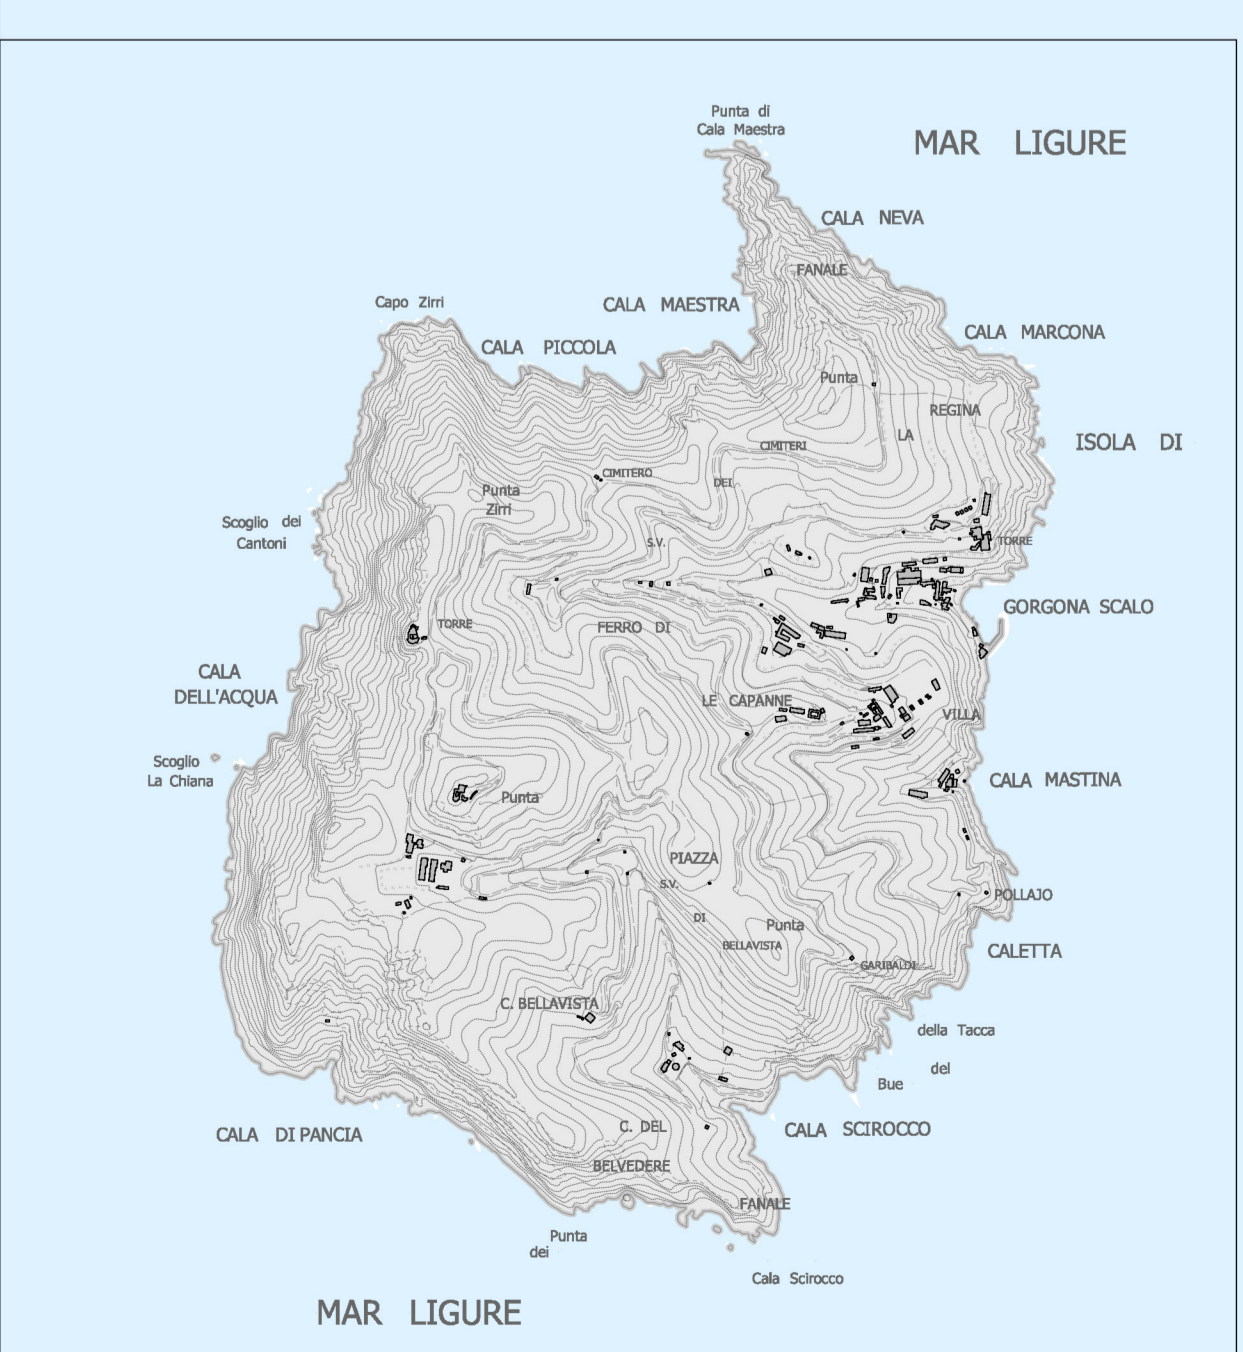 Punta di
Cala Maestra
MAR LIGURE
CALA NEVA
FANALE
Capo Zirri
CALA MAESTRA
CALA MARCONA
CALA PICCOLA
Punta
REGINA
LA
ISOLA DI
CIMITERI
CIMITERO
DEI
Punta
Zirri
Scoglio dei
Cantoni
S.V.
TORRE
GORGONA SCALO
TORRE
FERRO DI
CALA
DELL'ACQUA
LE CAPANNE
VILLA
Scoglio
La Chiana
CALA MASTINA
Punta
PIAZZA
S.V.
POLLAJO
DI
Punta
BELLAVISTA
CALETTA
GARIBALDI
C. BELLAVISTA
della Tacca
del
Bue
CALA DI PANCIA
C. DEL
CALA SCIROCCO
BELVEDERE
FANALE
Punta
dei
Cala Scirocco
MAR LIGURE